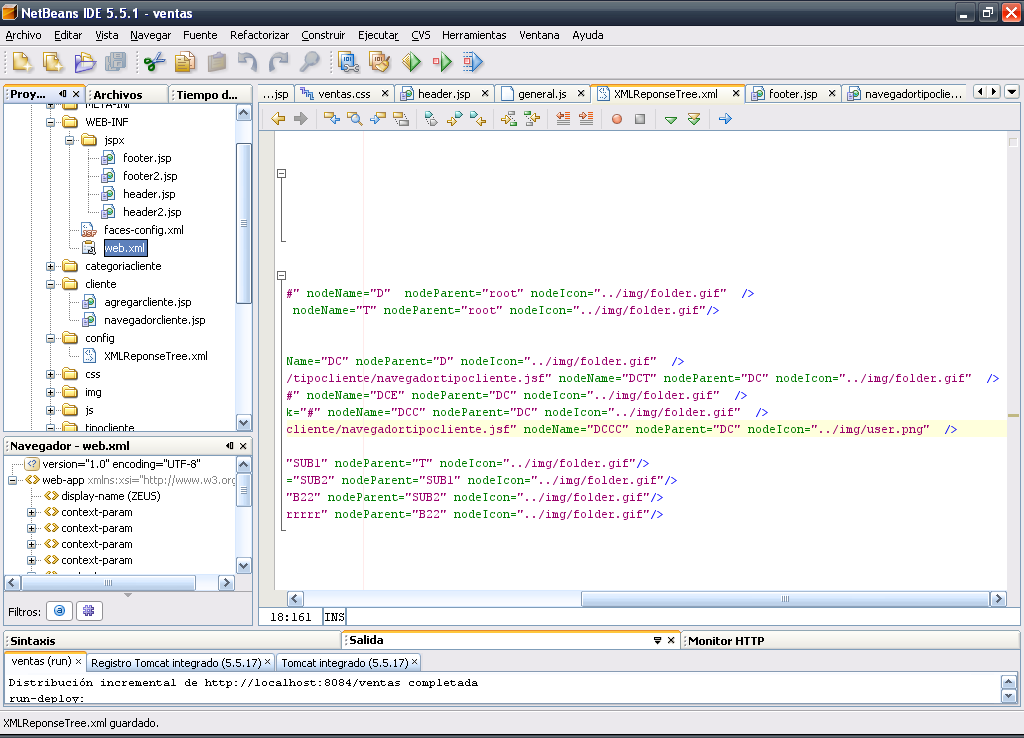 NetBeans IDE 5.5.1 - ventas
Archivo Editar Vista Navegar Fuente Refactorizar Construir Ejecutar CVS Herramientas Ventana Ayuda
Proy... Archivos Tiempo d...
...jsp ventas.css header.jsp general.js XMLReponseTree.xml footer.jsp navegadortipoclie...
META-INF
WEB-INF
jspx
footer.jsp
footer2.jsp
header.jsp
header2.jsp
faces-config.xml
web.xml
categoriacliente
cliente
agregarcliente.jsp
navegadorcliente.jsp
config
XMLReponseTree.xml
css
img
js
tipocliente
#" nodeName="D"  nodeParent="root" nodeIcon="../img/folder.gif"  />
nodeName="T" nodeParent="root" nodeIcon="../img/folder.gif"/>
Name="DC" nodeParent="D" nodeIcon="../img/folder.gif"  />
/tipocliente/navegadortipocliente.jsf" nodeName="DCT" nodeParent="DC" nodeIcon="../img/folder.gif"  />
#" nodeName="DCE" nodeParent="DC" nodeIcon="../img/folder.gif"  />
k="#" nodeName="DCC" nodeParent="DC" nodeIcon="../img/folder.gif"  />
cliente/navegadortipocliente.jsf" nodeName="DCCC" nodeParent="DC" nodeIcon="../img/user.png"  />
"SUB1" nodeParent="T" nodeIcon="../img/folder.gif"/>
="SUB2" nodeParent="SUB1" nodeIcon="../img/folder.gif"/>
"B22" nodeParent="SUB2" nodeIcon="../img/folder.gif"/>
rrrrr" nodeParent="B22" nodeIcon="../img/folder.gif"/>
18:161 INS
Navegador - web.xml
version="1.0" encoding="UTF-8"
web-app xmlns:xsi="http://www.w3.org
display-name (ZEUS)
context-param
context-param
context-param
context-param
Filtros:
Sintaxis Salida Monitor HTTP
ventas (run) Registro Tomcat integrado (5.5.17) Tomcat integrado (5.5.17)
Distribución incremental de http://localhost:8084/ventas completada
run-deploy:
XMLReponseTree.xml guardado.